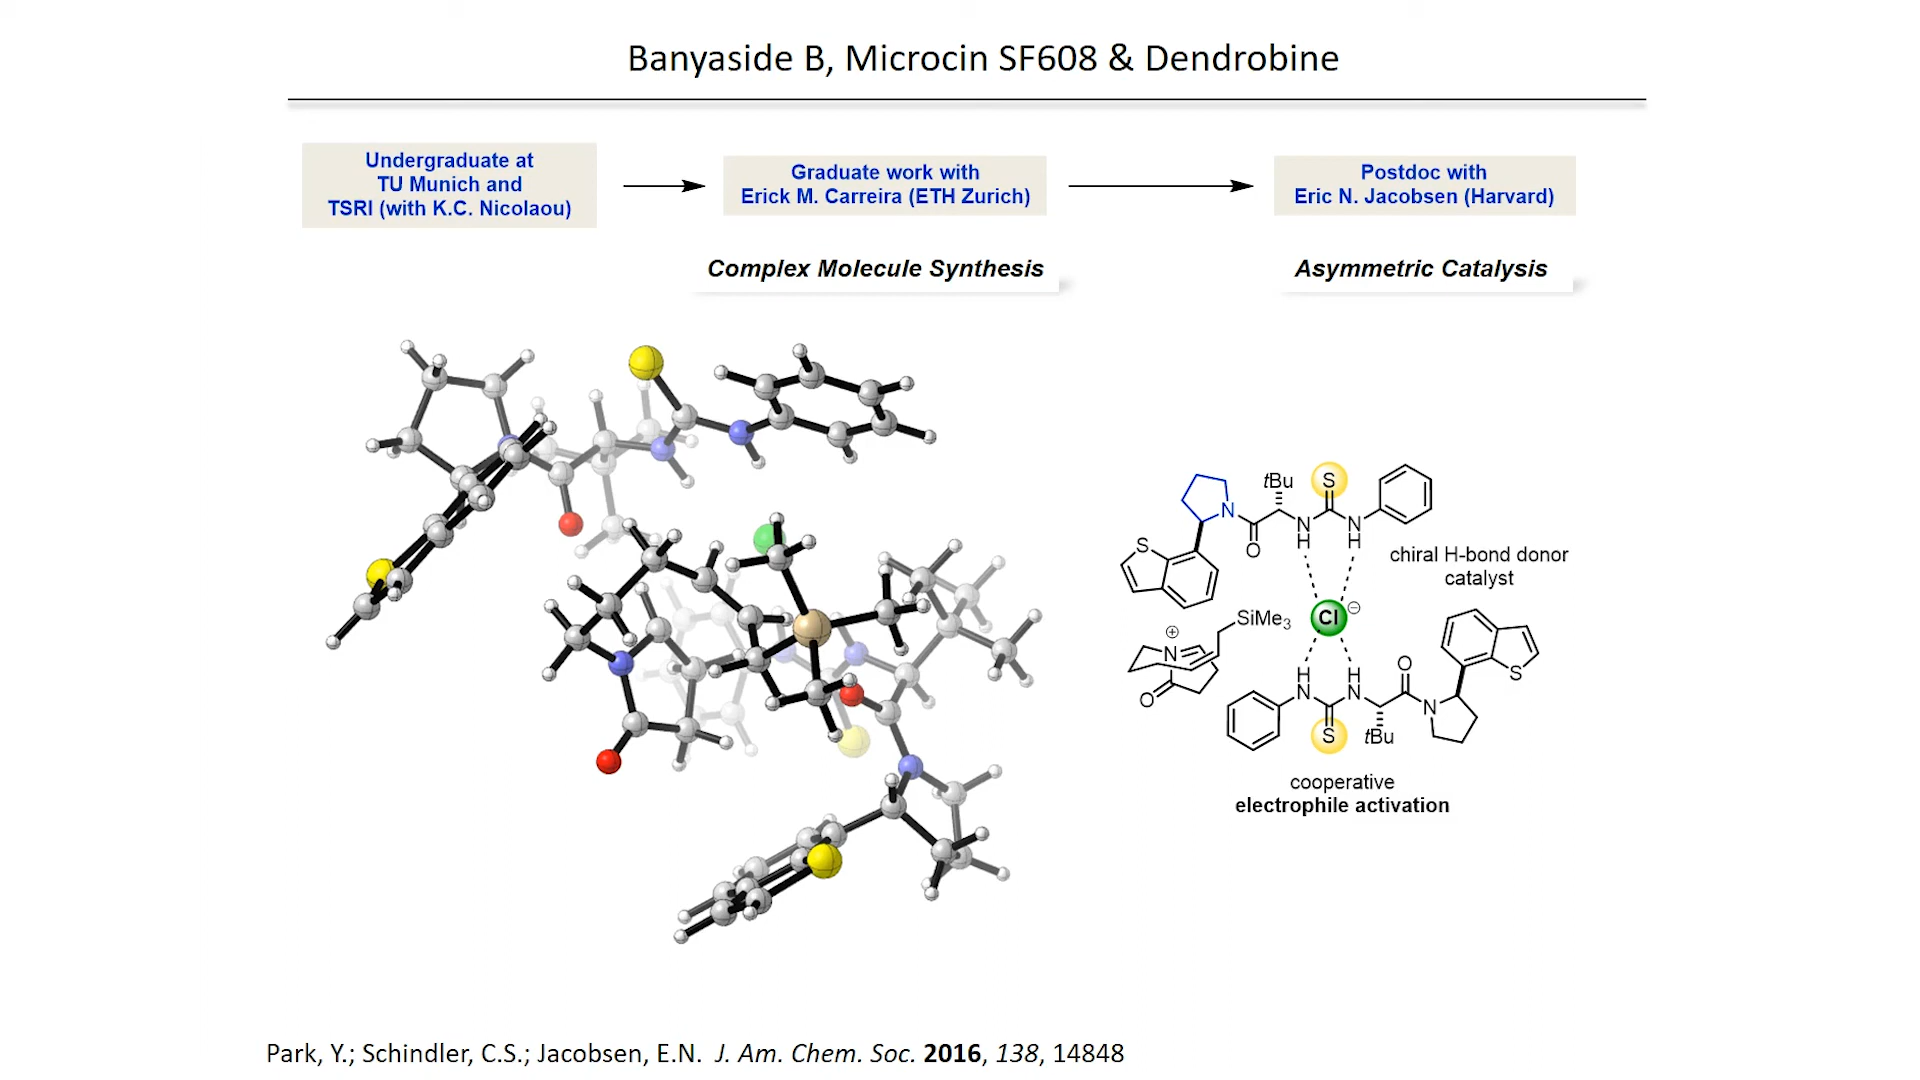 Banyaside B, Microcin SF608 & Dendrobine
Undergraduate at
TU Munich and
TSRI (with K.C. Nicolaou)
Graduate work with
Erick M. Carreira (ETH Zurich)
Postdoc with
Eric N. Jacobsen (Harvard)
Complex Molecule Synthesis
Asymmetric Catalysis
tBu
S
N
O
N
H
N
H
S
chiral H-bond donor
catalyst
Cl
⊖
SiMe3
⊕
N
O
H
N
H
N
S
tBu
O
N
S
cooperative
electrophile activation
Park, Y.; Schindler, C.S.; Jacobsen, E.N. J. Am. Chem. Soc. 2016, 138, 14848